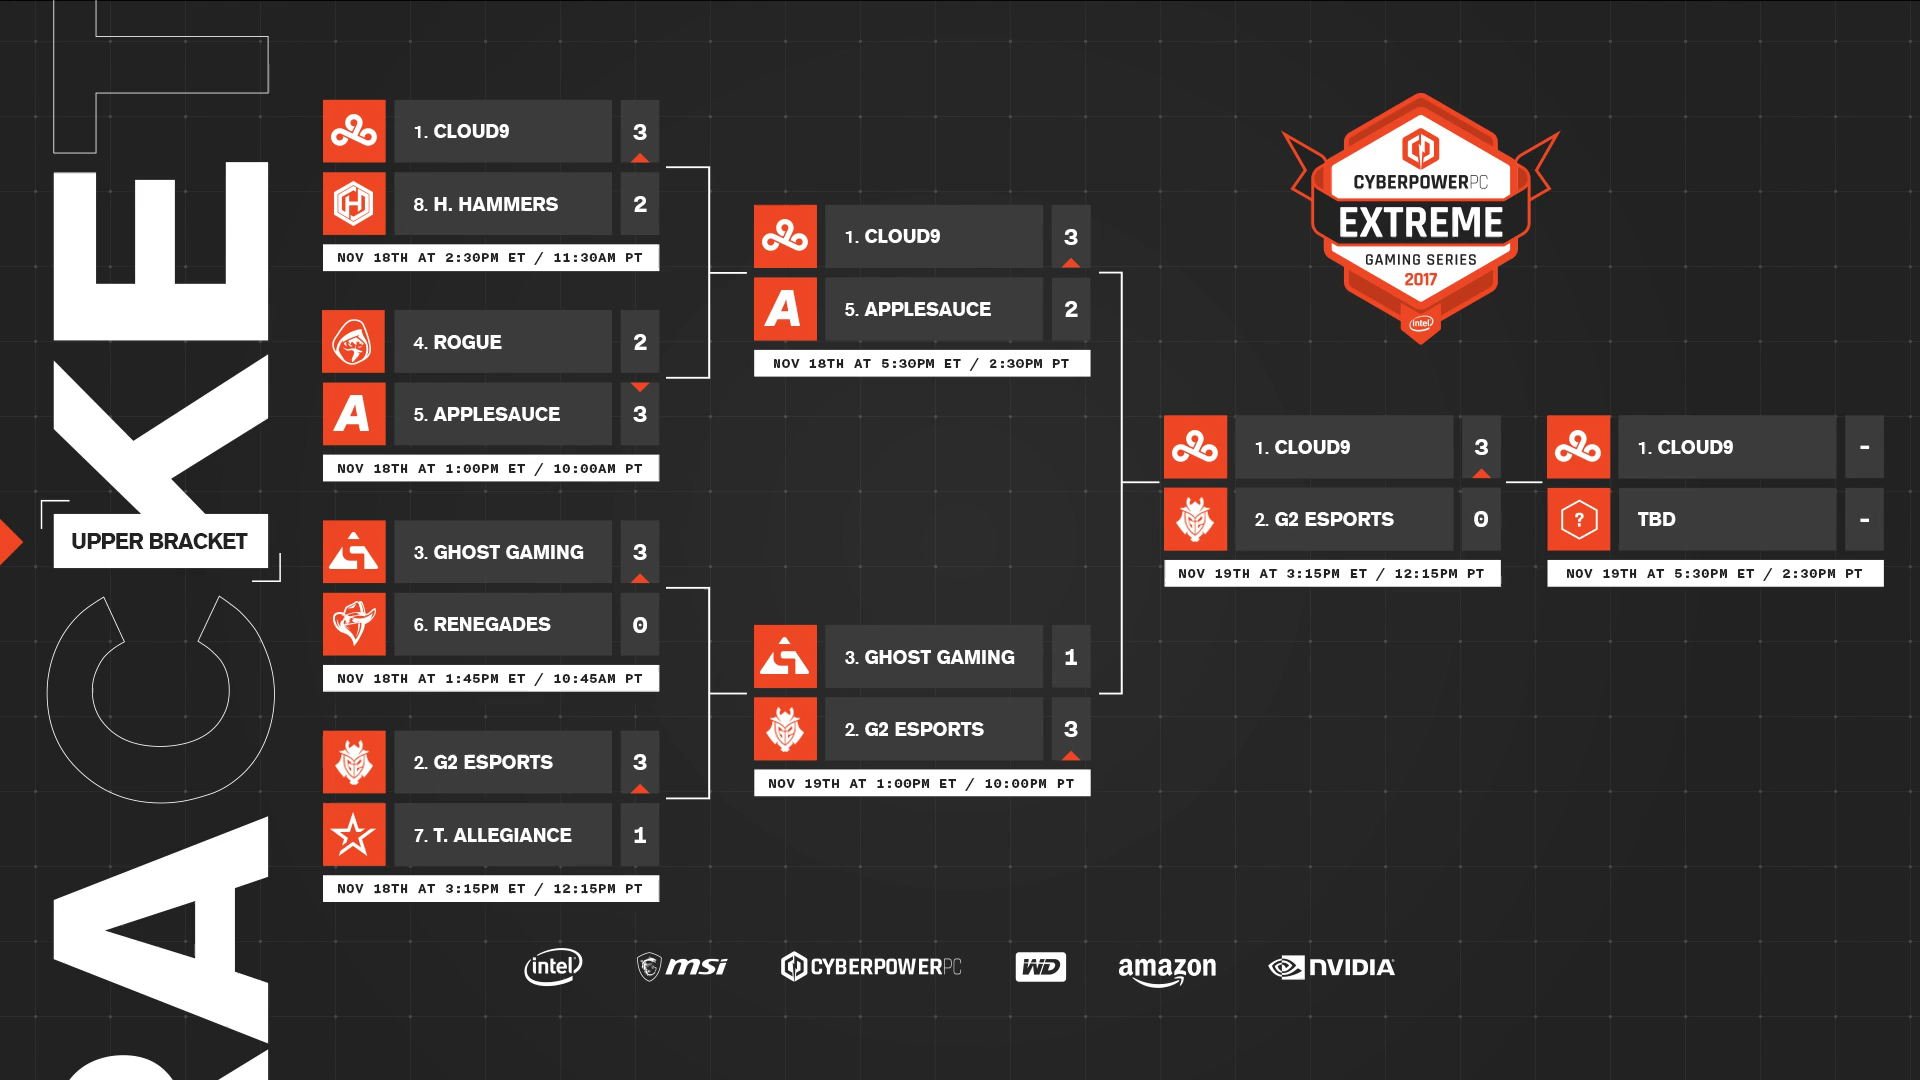 BRACKET
UPPER BRACKET
1. CLOUD9 3
8. H. HAMMERS 2
NOV 18TH AT 2:30PM ET / 11:30AM PT
4. ROGUE 2
A 5. APPLESAUCE 3
NOV 18TH AT 1:00PM ET / 10:00AM PT
3. GHOST GAMING 3
6. RENEGADES 0
NOV 18TH AT 1:45PM ET / 10:45AM PT
2. G2 ESPORTS 3
7. T. ALLEGIANCE 1
NOV 18TH AT 3:15PM ET / 12:15PM PT
1. CLOUD9 3
A 5. APPLESAUCE 2
NOV 18TH AT 5:30PM ET / 2:30PM PT
3. GHOST GAMING 1
2. G2 ESPORTS 3
NOV 19TH AT 1:00PM ET / 10:00PM PT
CYBERPOWERPC
EXTREME
GAMING SERIES
2017
intel
1. CLOUD9 3
2. G2 ESPORTS 0
NOV 19TH AT 3:15PM ET / 12:15PM PT
1. CLOUD9 -
? TBD -
NOV 19TH AT 5:30PM ET / 2:30PM PT
intel msi CYBERPOWERPC WD amazon NVIDIA